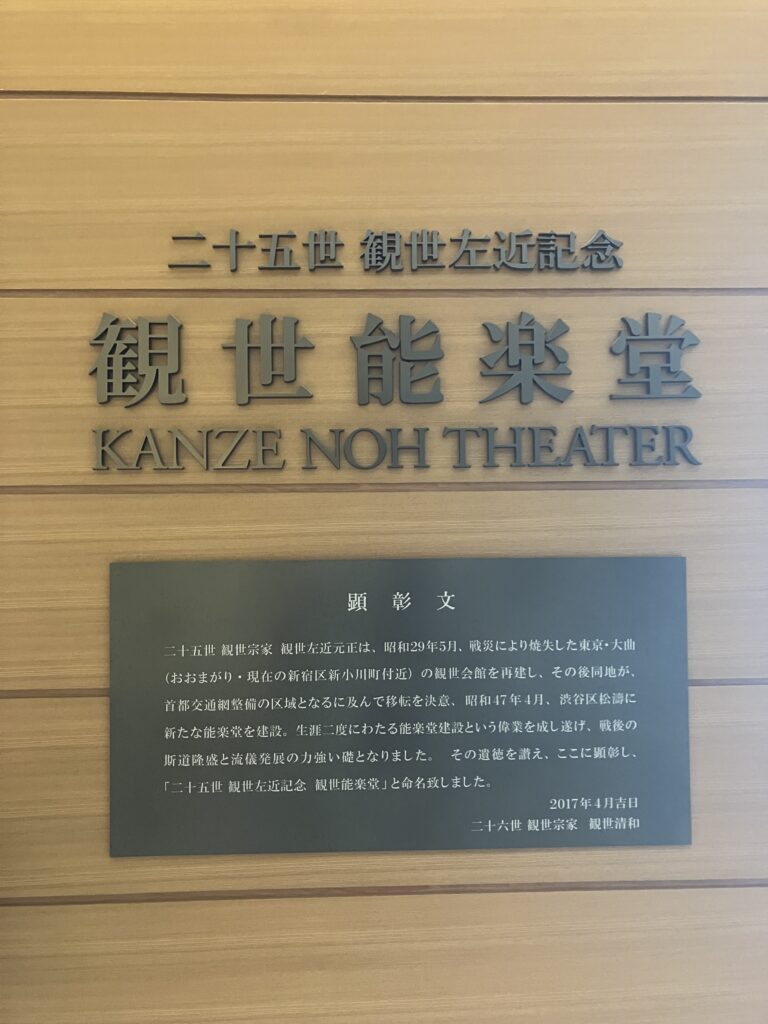 二十五世 観世左近記念
観世能楽堂
KANZE NOH THEATER
顕彰文
二十五世 観世宗家 観世左近元正は、昭和29年5月、戦災により焼失した東京・大曲
(おおまがり・現在の新宿区新小川町付近)の観世会館を再建し、その後同地が、
首都交通網整備の区域となるに及んで移転を決意、昭和47年4月、渋谷区松濤に
新たな能楽堂を建設。生涯二度にわたる能楽堂建設という偉業を成し遂げ、戦後の
斯道隆盛と流儀発展の力強い礎となりました。 その遺徳を讃え、ここに顕彰し、
「二十五世 観世左近記念 観世能楽堂」と命名致しました。
2017年4月吉日
二十六世 観世宗家 観世清和